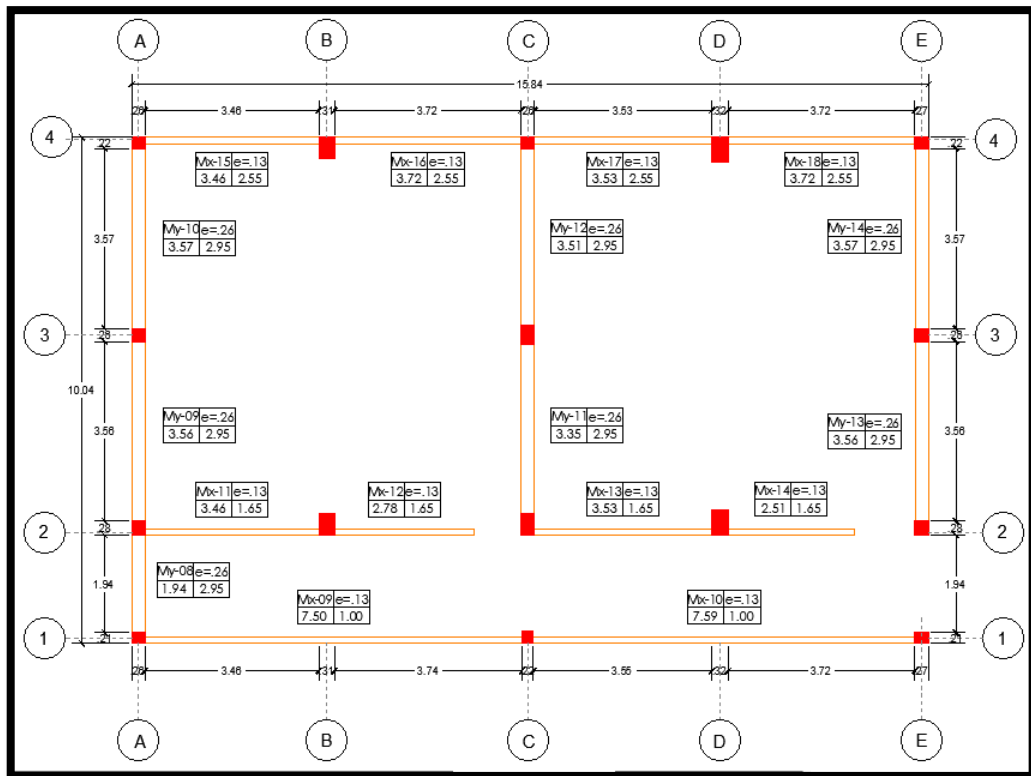 A B C D E
15.84
26 3.46 31 3.72 26 3.53 32 3.72 27
4 4
22 22
Mx-15 e=.13 Mx-16 e=.13 Mx-17 e=.13 Mx-18 e=.13
3.46 2.55 3.72 2.55 3.53 2.55 3.72 2.55
My-10 e=.26 My-12 e=.26 My-14 e=.26
3.57 2.95 3.51 2.95 3.57 2.95
3.57 3.57
3 3
28 28
10.04
My-09 e=.26 My-11 e=.26 My-13 e=.26
3.56 2.95 3.35 2.95 3.56 2.95
3.56 3.56
Mx-11 e=.13 Mx-12 e=.13 Mx-13 e=.13 Mx-14 e=.13
3.46 1.65 2.78 1.65 3.53 1.65 2.51 1.65
2 2
28 28
My-08 e=.26
1.94 2.95
1.94 1.94
Mx-09 e=.13 Mx-10 e=.13
7.50 1.00 7.59 1.00
1 1
21 21
26 3.46 31 3.74 22 3.55 32 3.72 27
A B C D E